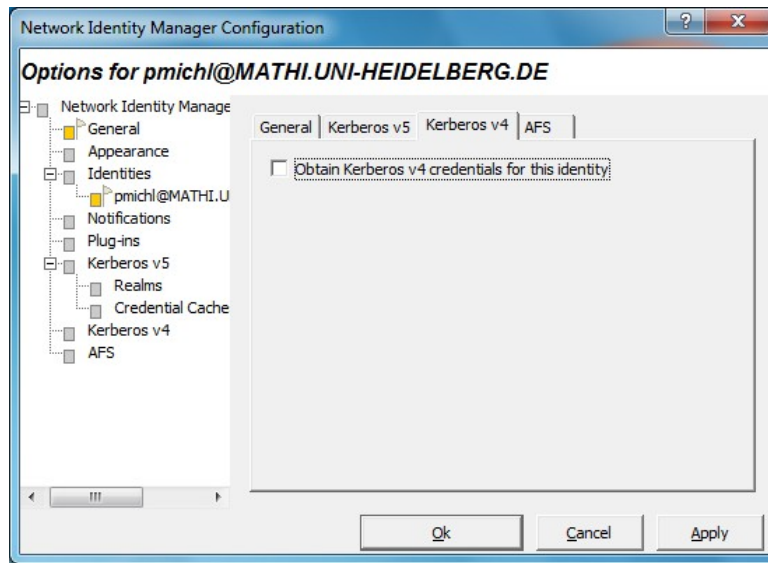 Network Identity Manager Configuration
Options for pmichl@MATHI.UNI-HEIDELBERG.DE
Network Identity Manage
General
Appearance
Identities
pmichl@MATHI.U
Notifications
Plug-ins
Kerberos v5
Realms
Credential Cache
Kerberos v4
AFS
General Kerberos v5 Kerberos v4 AFS
Obtain Kerberos v4 credentials for this identity
Ok Cancel Apply